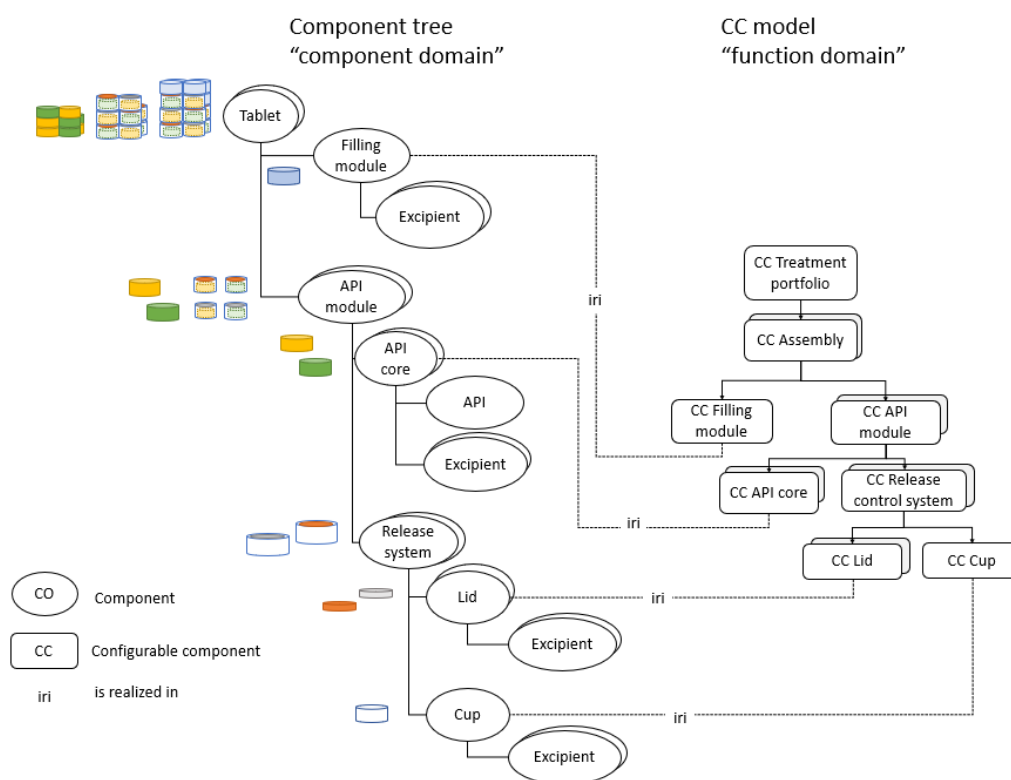 Component tree
“component domain”
CC model
“function domain”
Tablet
Filling
module
Excipient
API
module
API
core
API
Excipient
Release
system
Lid
Excipient
Cup
Excipient
iri
iri
iri
iri
CC Treatment
portfolio
CC Assembly
CC Filling
module
CC API
module
CC API core
CC Release
control system
CC Lid
CC Cup
CO
Component
CC
Configurable component
iri
is realized in